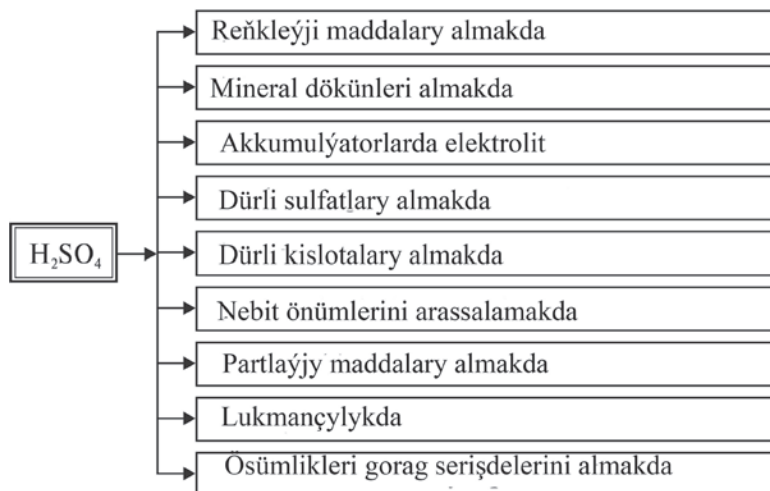 Reňkleýji maddalary almakda
Mineral dökünleri almakda
Akkumulýatorlarda elektrolit
Dürli sulfatlary almakda
H₂SO₄
Dürli kislotalary almakda
Nebit önümlerini arassalamakda
Partlaýjy maddalary almakda
Lukmançylykda
Ösümlikleri gorag serişdelerini almakda